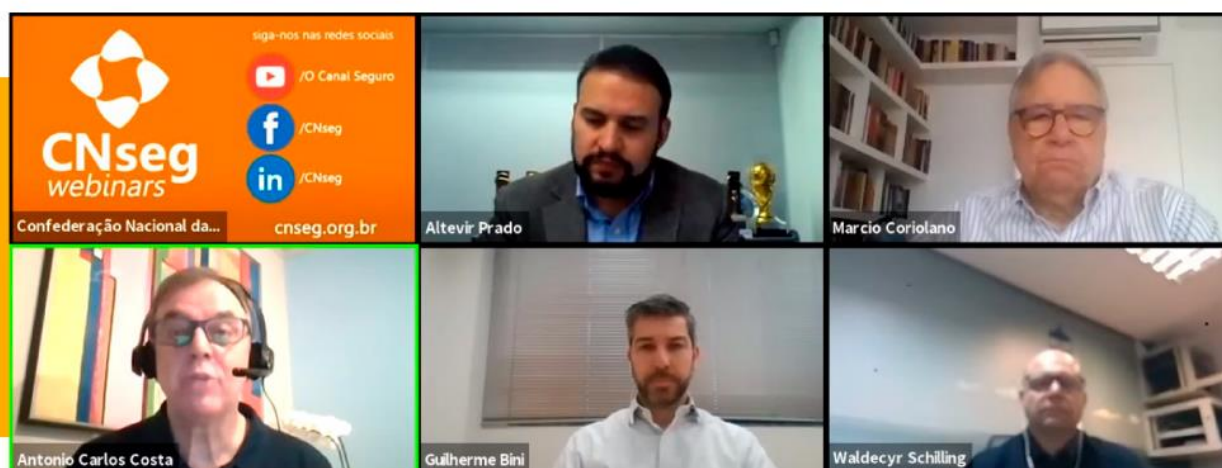 siga-nos nas redes sociais
/O Canal Seguro
f /CNseg
in /CNseg
CNseg
webinars
cnseg.org.br
Confederação Nacional da...
Altevir Prado
Marcio Coriolano
Antonio Carlos Costa
Guilherme Bini
Waldecyr Schilling